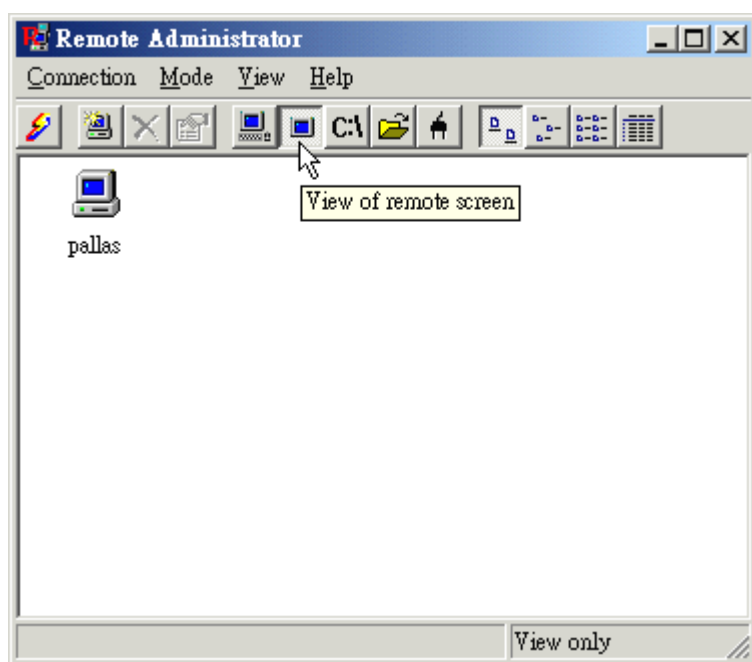 Remote Administrator
Connection Mode View Help
C:\
View of remote screen
pallas
View only